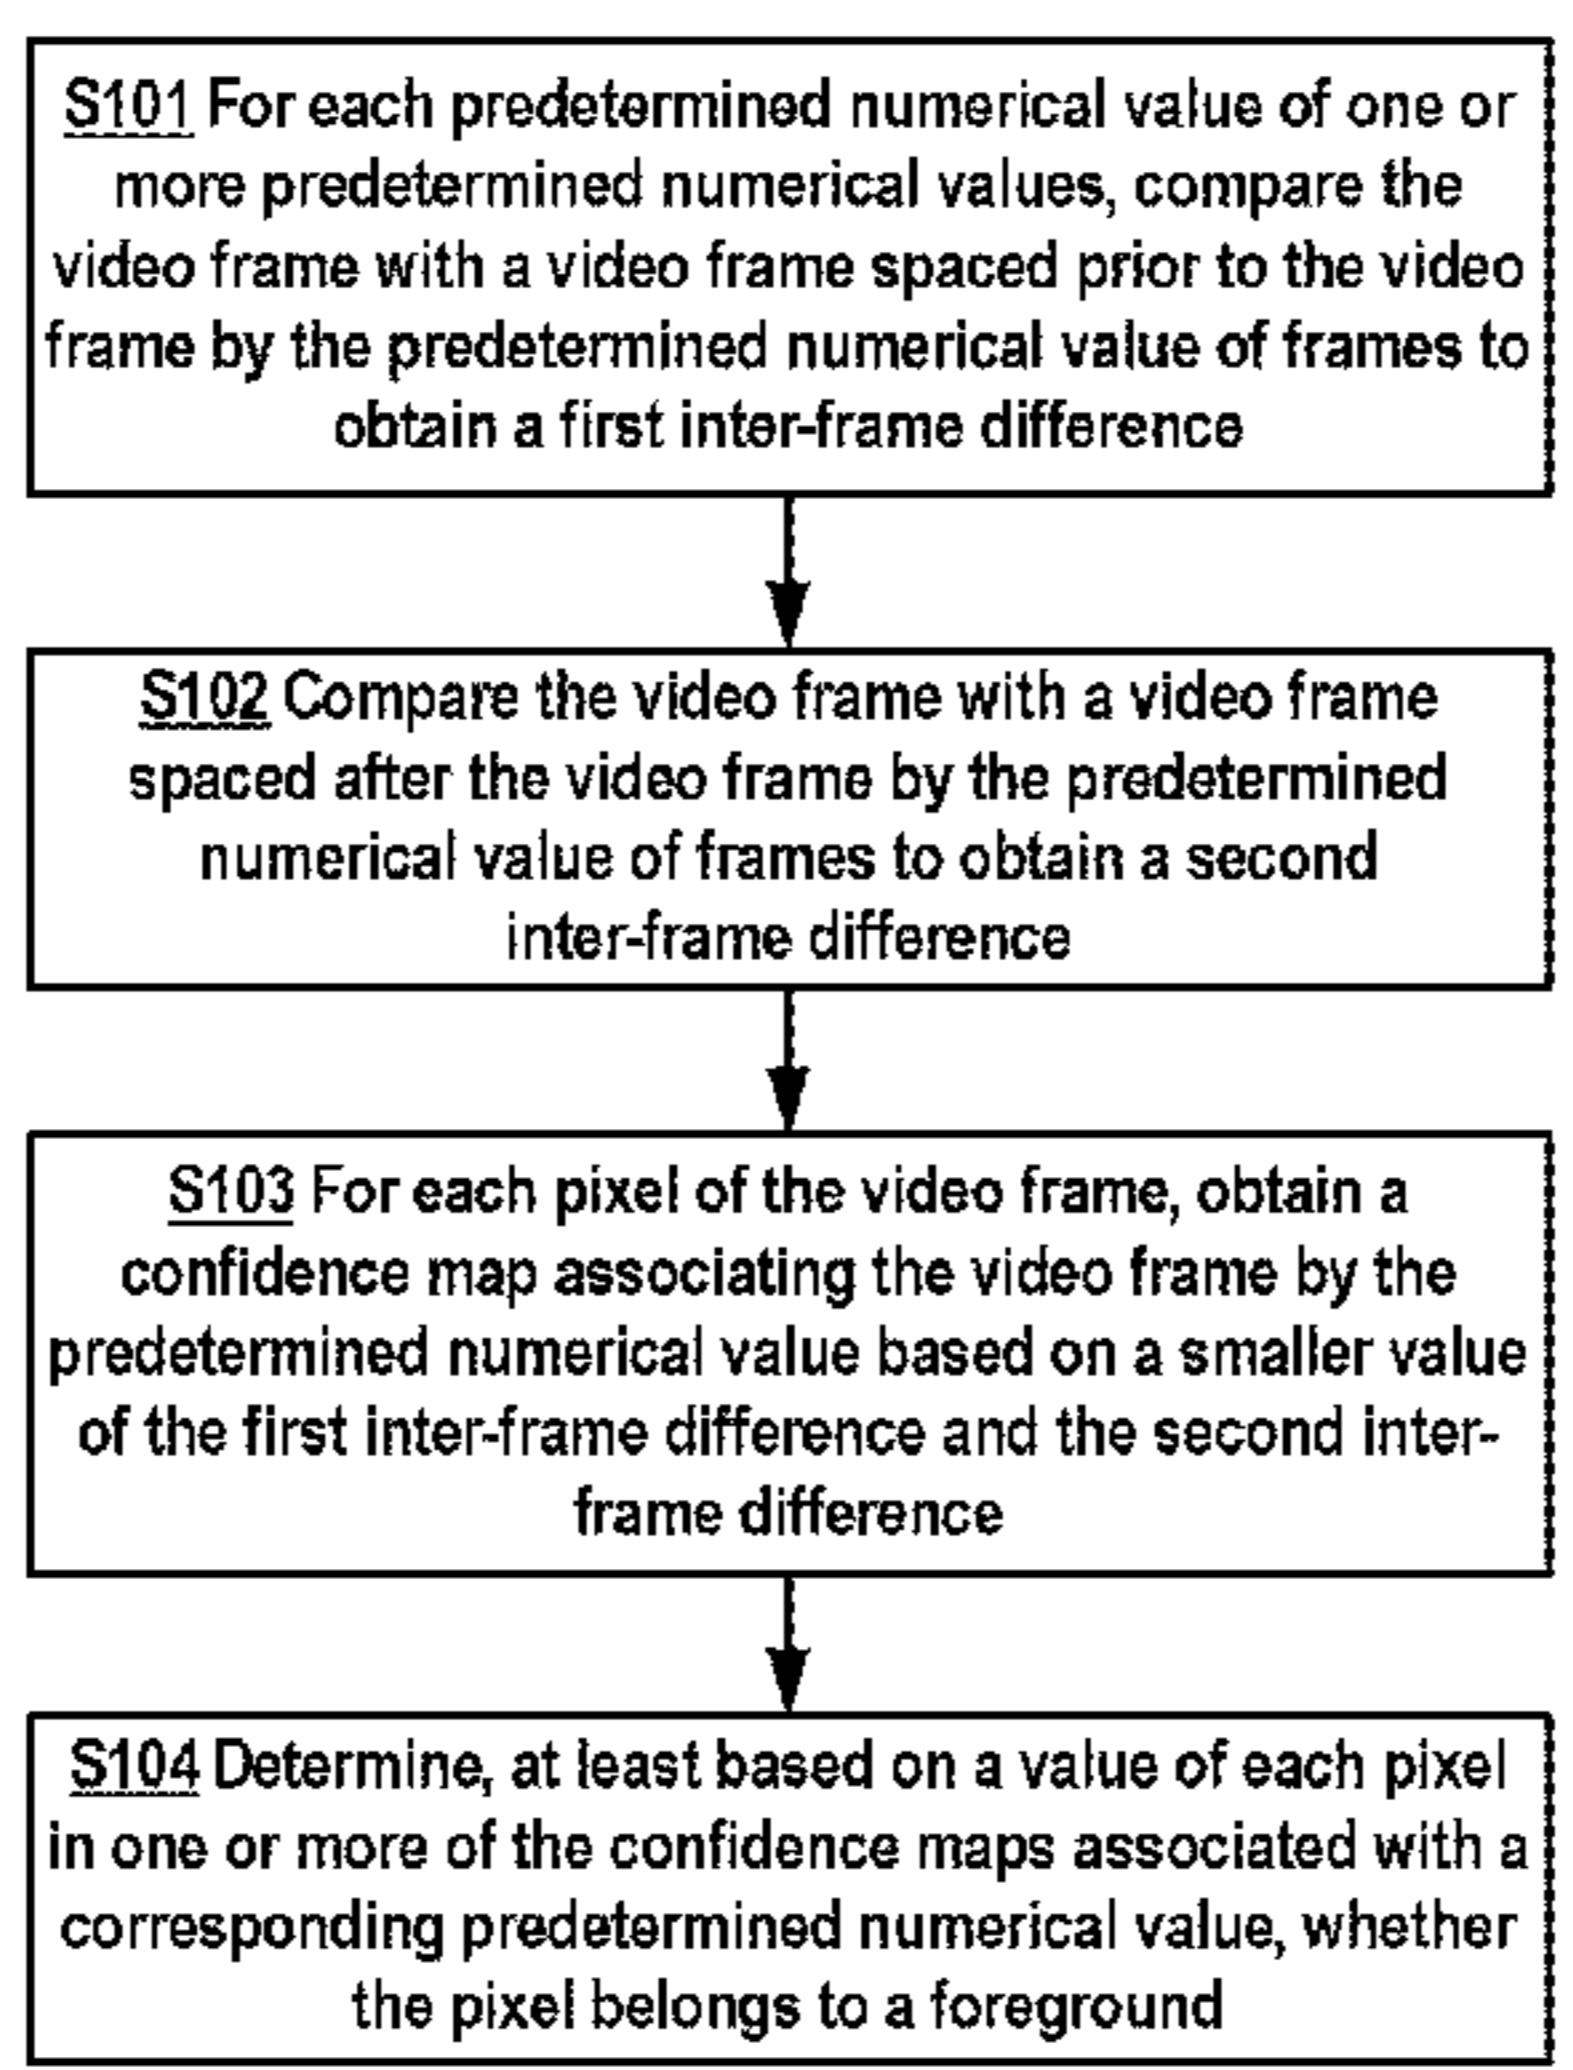 S101 For each predetermined numerical value of one or
more predetermined numerical values, compare the
video frame with a video frame spaced prior to the video
frame by the predetermined numerical value of frames to
obtain a first inter-frame difference
S102 Compare the video frame with a video frame
spaced after the video frame by the predetermined
numerical value of frames to obtain a second
inter-frame difference
S103 For each pixel of the video frame, obtain a
confidence map associating the video frame by the
predetermined numerical value based on a smaller value
of the first inter-frame difference and the second inter-
frame difference
S104 Determine, at least based on a value of each pixel
in one or more of the confidence maps associated with a
corresponding predetermined numerical value, whether
the pixel belongs to a foreground